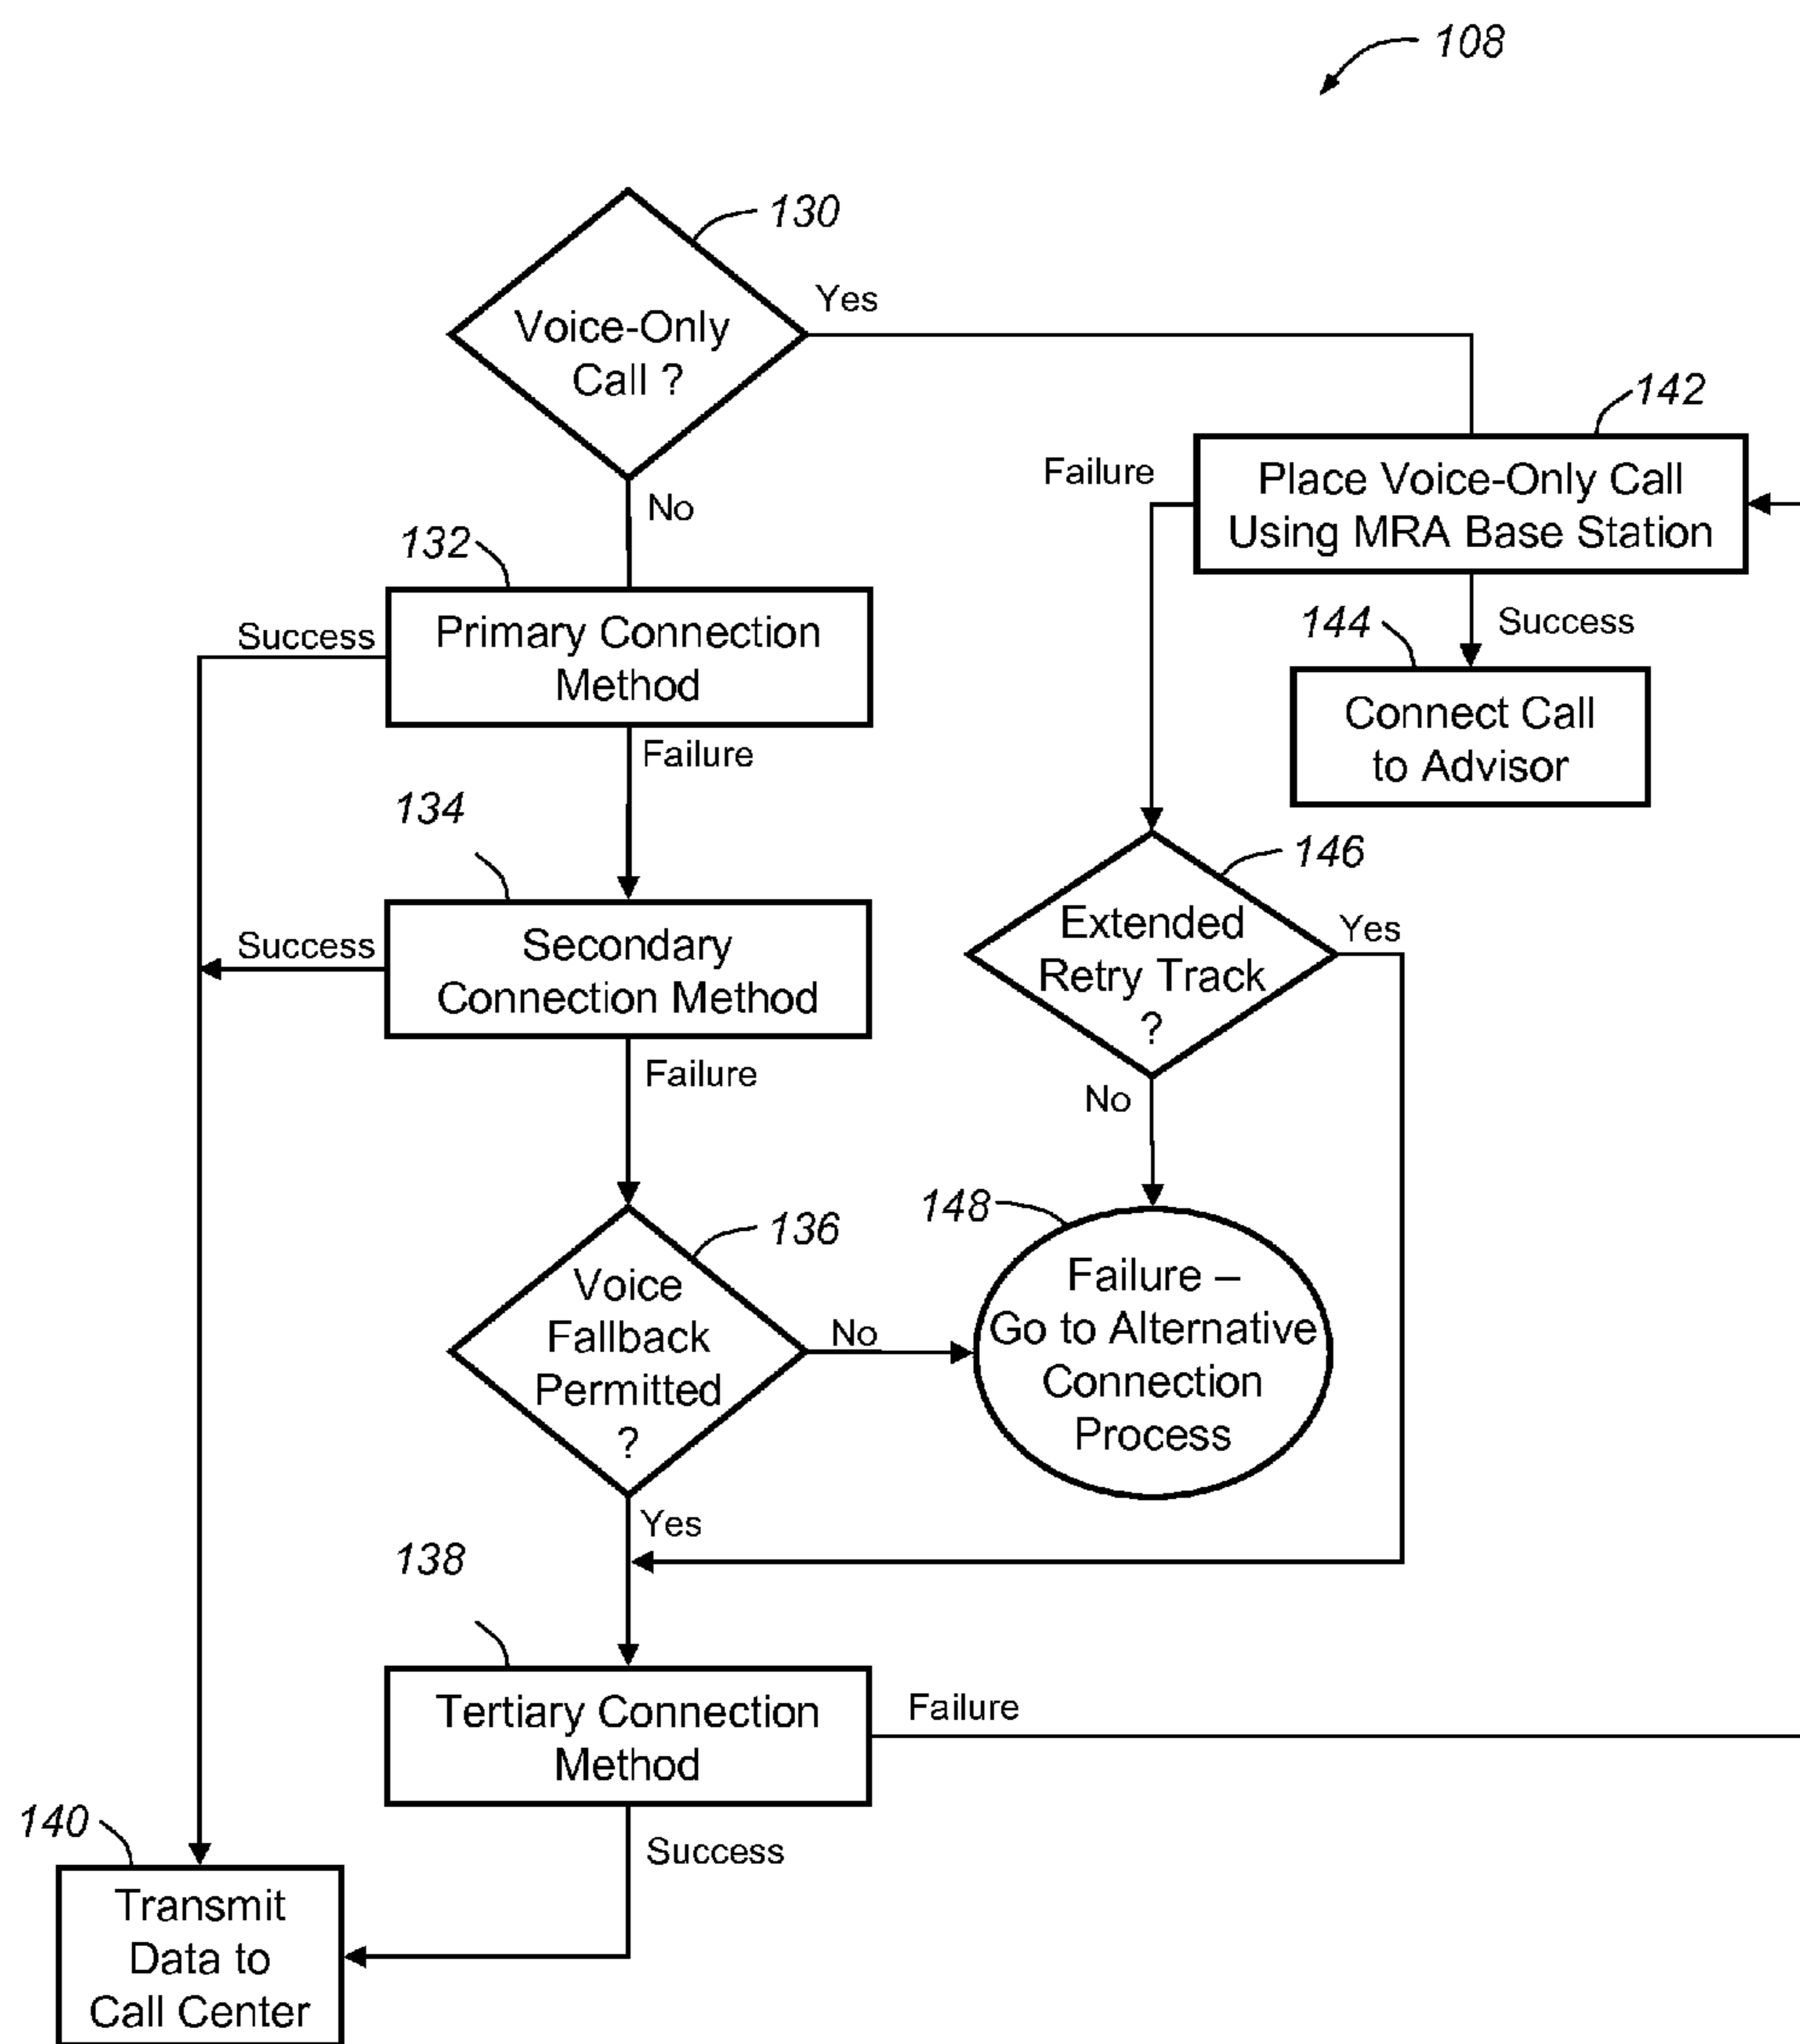 108
130
Voice-Only
Call ?
Yes
No
142
Place Voice-Only Call
Using MRA Base Station
Failure
Success
132
Primary Connection
Method
Success
Failure
144
Connect Call
to Advisor
134
Secondary
Connection Method
Success
Failure
146
Extended
Retry Track
?
Yes
No
136
Voice
Fallback
Permitted
?
No
Yes
148
Failure –
Go to Alternative
Connection
Process
138
Tertiary Connection
Method
Failure
Success
140
Transmit
Data to
Call Center